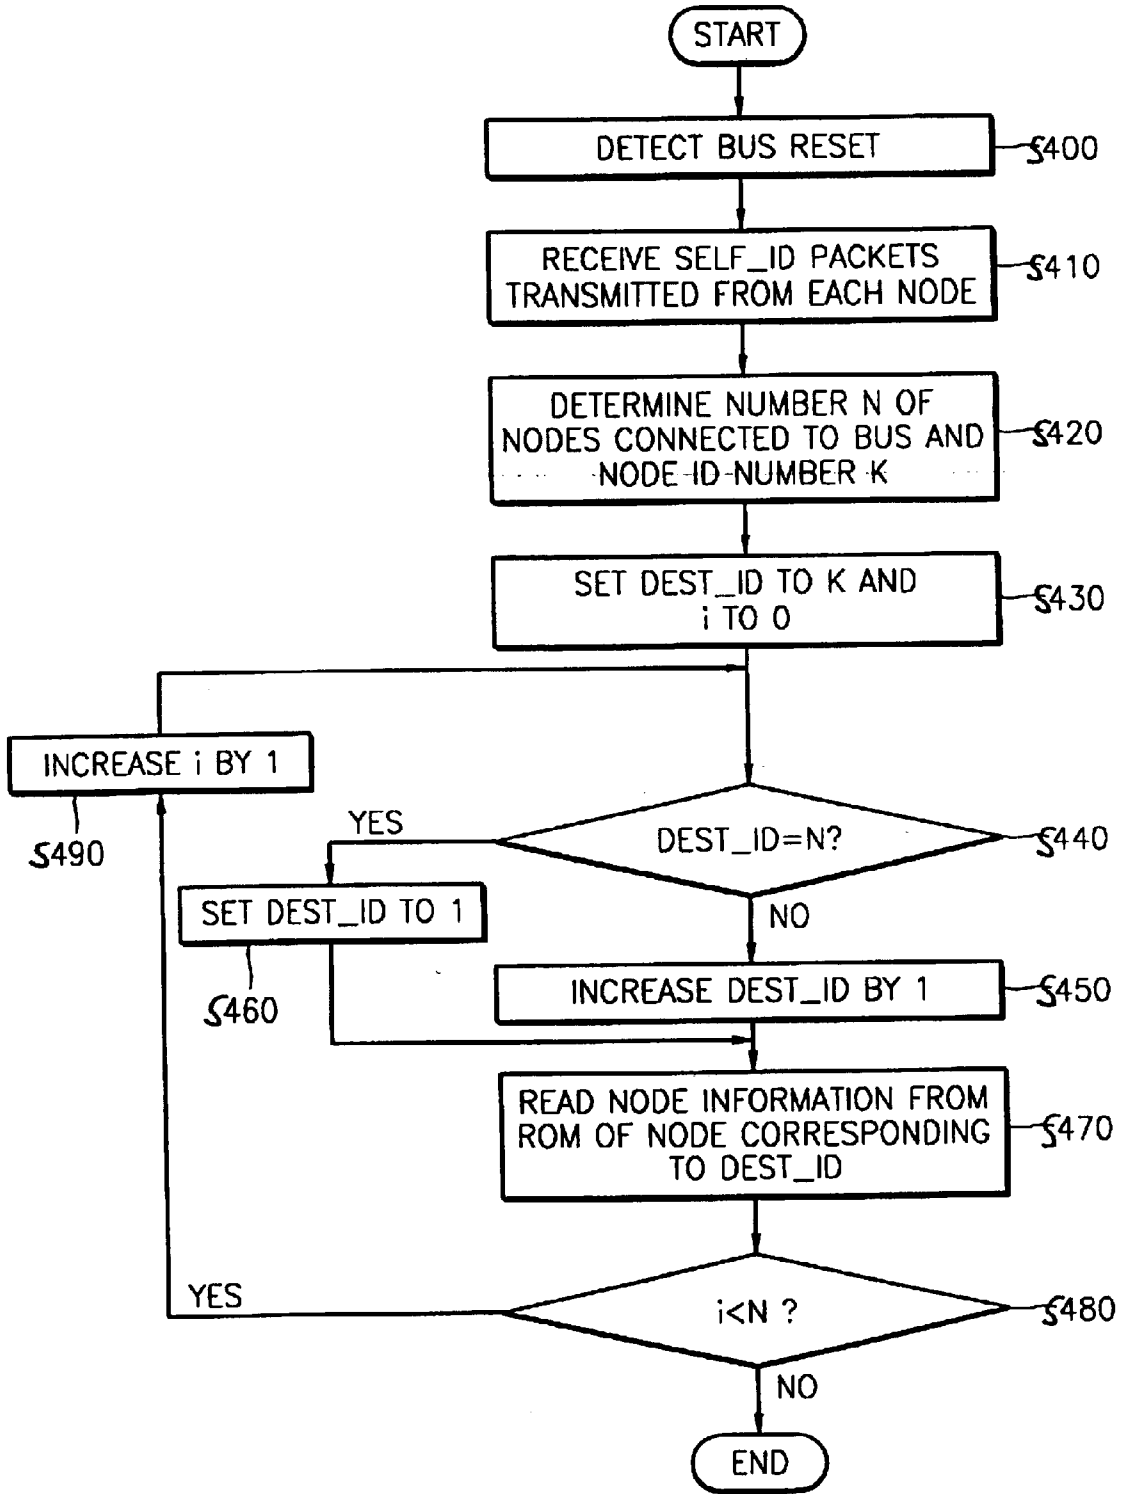 START
DETECT BUS RESET
S400
RECEIVE SELF_ID PACKETS
TRANSMITTED FROM EACH NODE
S410
DETERMINE NUMBER N OF
NODES CONNECTED TO BUS AND
NODE ID NUMBER K
S420
SET DEST_ID TO K AND
i TO 0
S430
INCREASE i BY 1
S490
YES
DEST_ID=N?
S440
SET DEST_ID TO 1
S460
NO
INCREASE DEST_ID BY 1
S450
READ NODE INFORMATION FROM
ROM OF NODE CORRESPONDING
TO DEST_ID
S470
YES
i<N ?
S480
NO
END